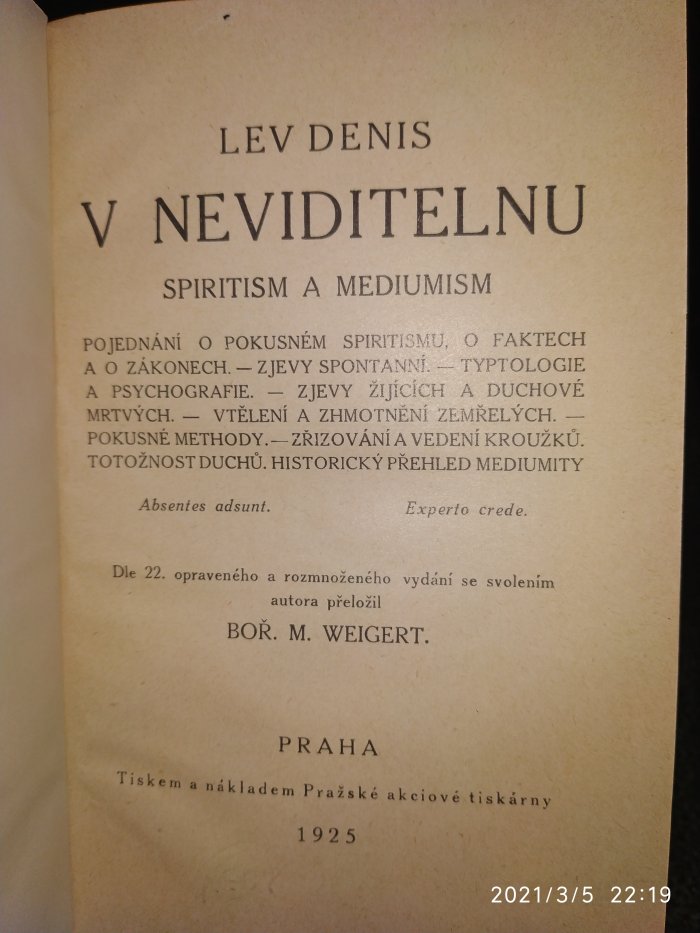 LEV DENIS
V NEVIDITELNU
SPIRITISM A MEDIUMISM
POJEDNÁNÍ O POKUSNÉM SPIRITISMU, O FAKTECH
A O ZÁKONECH. — ZJEVY SPONTANNÍ. — TYPTOLOGIE
A PSYCHOGRAFIE. — ZJEVY ŽIJÍCÍCH A DUCHOVÉ
MRTVÝCH. — VTĚLENÍ A ZHMOTNĚNÍ ZEMŘELÝCH. —
POKUSNÉ METHODY. — ZŘIZOVÁNÍ A VEDENÍ KROUŽKŮ.
TOTOŽNOST DUCHŮ. HISTORICKÝ PŘEHLED MEDIUMITY
Absentes adsunt. Experto crede.
Dle 22. opraveného a rozmnoženého vydání se svolením
autora přeložil
BOŘ. M. WEIGERT.
PRAHA
Tiskem a nákladem Pražské akciové tiskárny
1925
2021/3/5 22:19